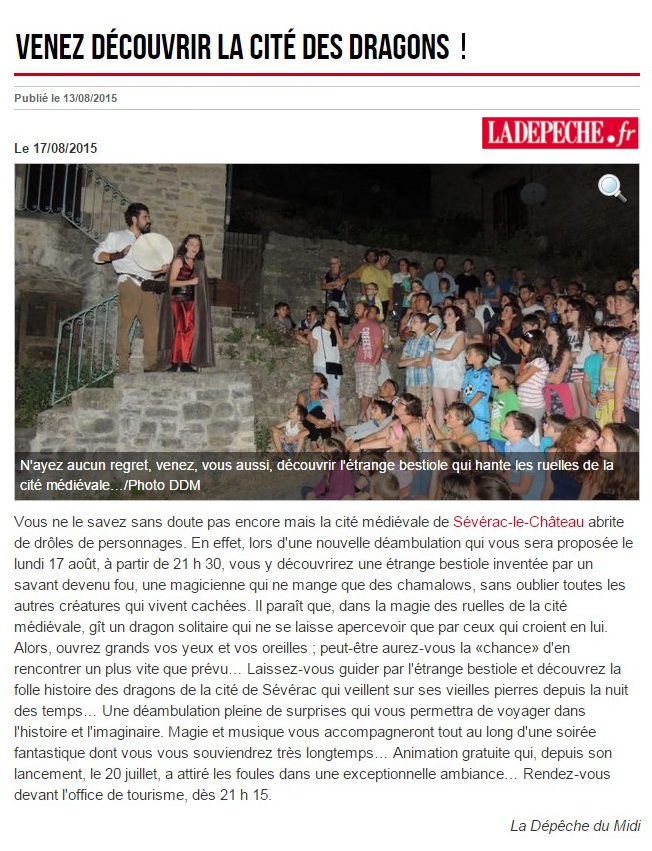 VENEZ DÉCOUVRIR LA CITÉ DES DRAGONS !
Publié le 13/08/2015
LADEPECHE.fr
Le 17/08/2015
N'ayez aucun regret, venez, vous aussi, découvrir l'étrange bestiole qui hante les ruelles de la
cité médiévale…/Photo DDM
Vous ne le savez sans doute pas encore mais la cité médiévale de Sévérac-le-Château abrite
de drôles de personnages. En effet, lors d'une nouvelle déambulation qui vous sera proposée le
lundi 17 août, à partir de 21 h 30, vous y découvrirez une étrange bestiole inventée par un
savant devenu fou, une magicienne qui ne mange que des chamalows, sans oublier toutes les
autres créatures qui vivent cachées. Il paraît que, dans la magie des ruelles de la cité
médiévale, gît un dragon solitaire qui ne se laisse apercevoir que par ceux qui croient en lui.
Alors, ouvrez grands vos yeux et vos oreilles ; peut-être aurez-vous la «chance» d'en
rencontrer un plus vite que prévu… Laissez-vous guider par l'étrange bestiole et découvrez la
folle histoire des dragons de la cité de Sévérac qui veillent sur ses vieilles pierres depuis la nuit
des temps… Une déambulation pleine de surprises qui vous permettra de voyager dans
l'histoire et l'imaginaire. Magie et musique vous accompagneront tout au long d'une soirée
fantastique dont vous vous souviendrez très longtemps… Animation gratuite qui, depuis son
lancement, le 20 juillet, a attiré les foules dans une exceptionnelle ambiance… Rendez-vous
devant l'office de tourisme, dès 21 h 15.
La Dépêche du Midi